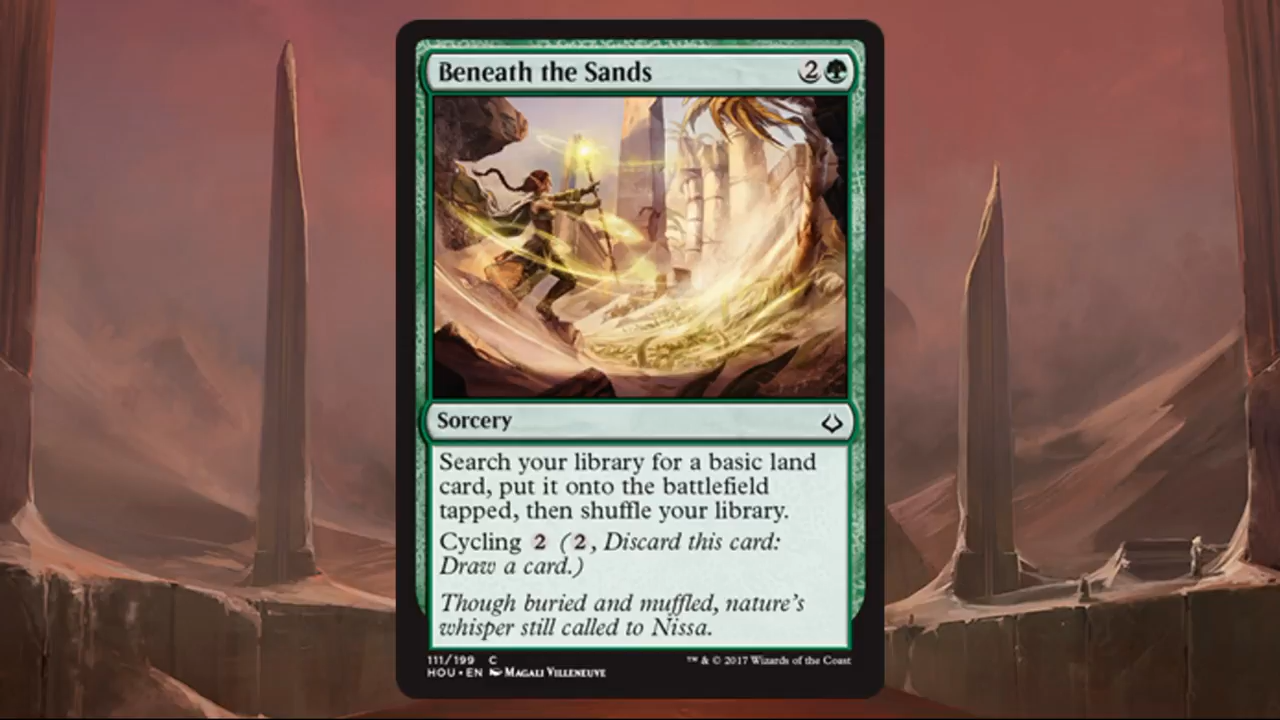 Beneath the Sands 2
Sorcery
Search your library for a basic land
card, put it onto the battlefield
tapped, then shuffle your library.
Cycling 2 (2, Discard this card:
Draw a card.)
Though buried and muffled, nature's
whisper still called to Nissa.
111/199 C
HOU • EN Magali Villeneuve
™ & © 2017 Wizards of the Coast